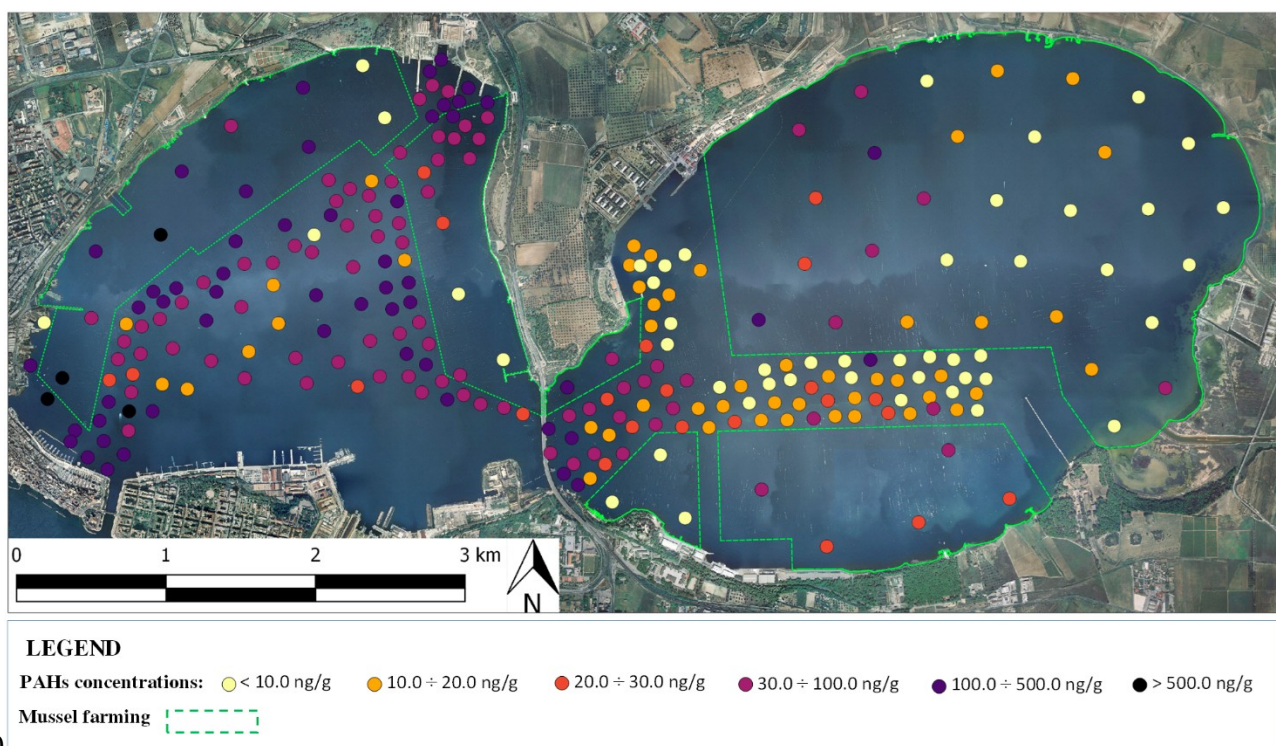 0 1 2 3 km
N
LEGEND
PAHs concentrations: < 10.0 ng/g 10.0 ÷ 20.0 ng/g 20.0 ÷ 30.0 ng/g 30.0 ÷ 100.0 ng/g 100.0 ÷ 500.0 ng/g > 500.0 ng/g
Mussel farming